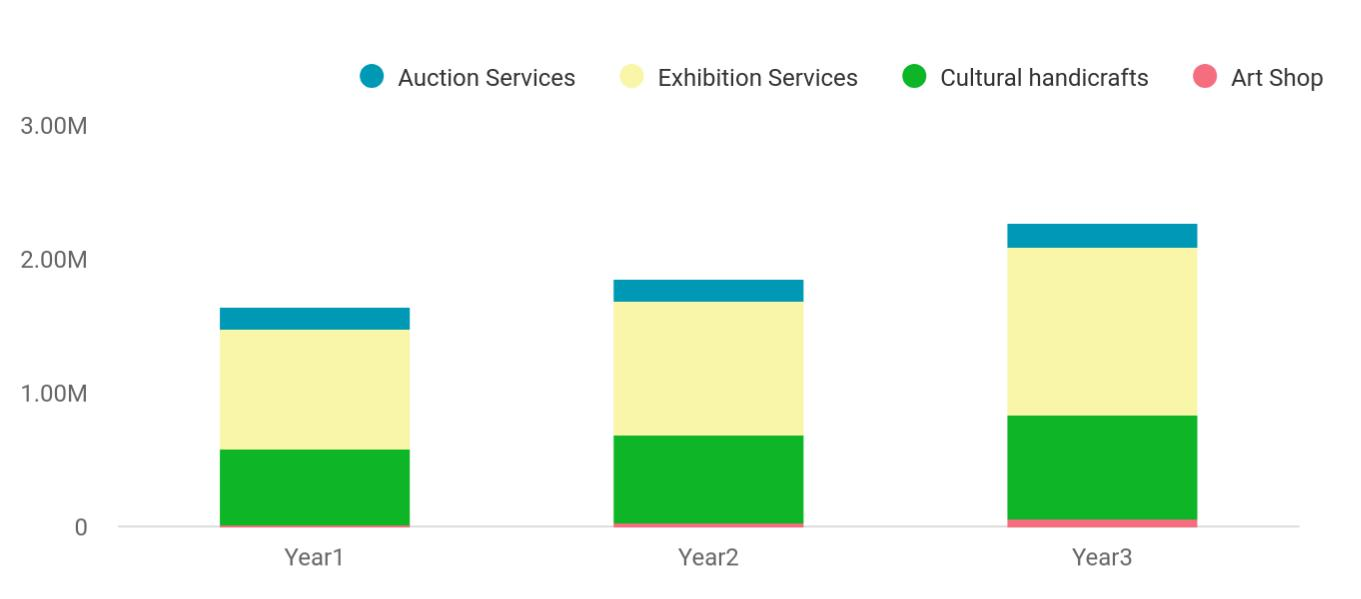 Auction Services Exhibition Services Cultural handicrafts Art Shop
3.00M
2.00M
1.00M
0
Year1 Year2 Year3